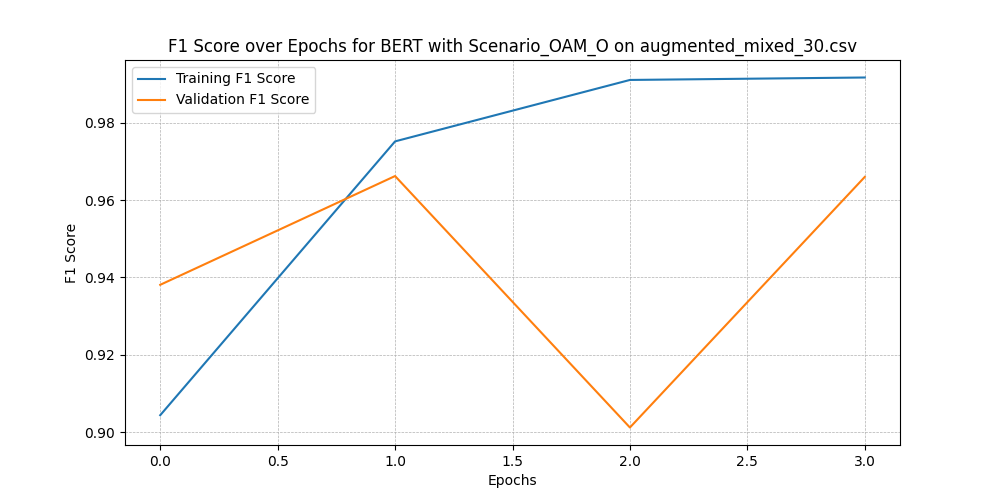 F1 Score over Epochs for BERT with Scenario_OAM_O on augmented_mixed_30.csv
Training F1 Score
Validation F1 Score
0.98
0.96
0.94
0.92
0.90
F1 Score
0.0 0.5 1.0 1.5 2.0 2.5 3.0
Epochs